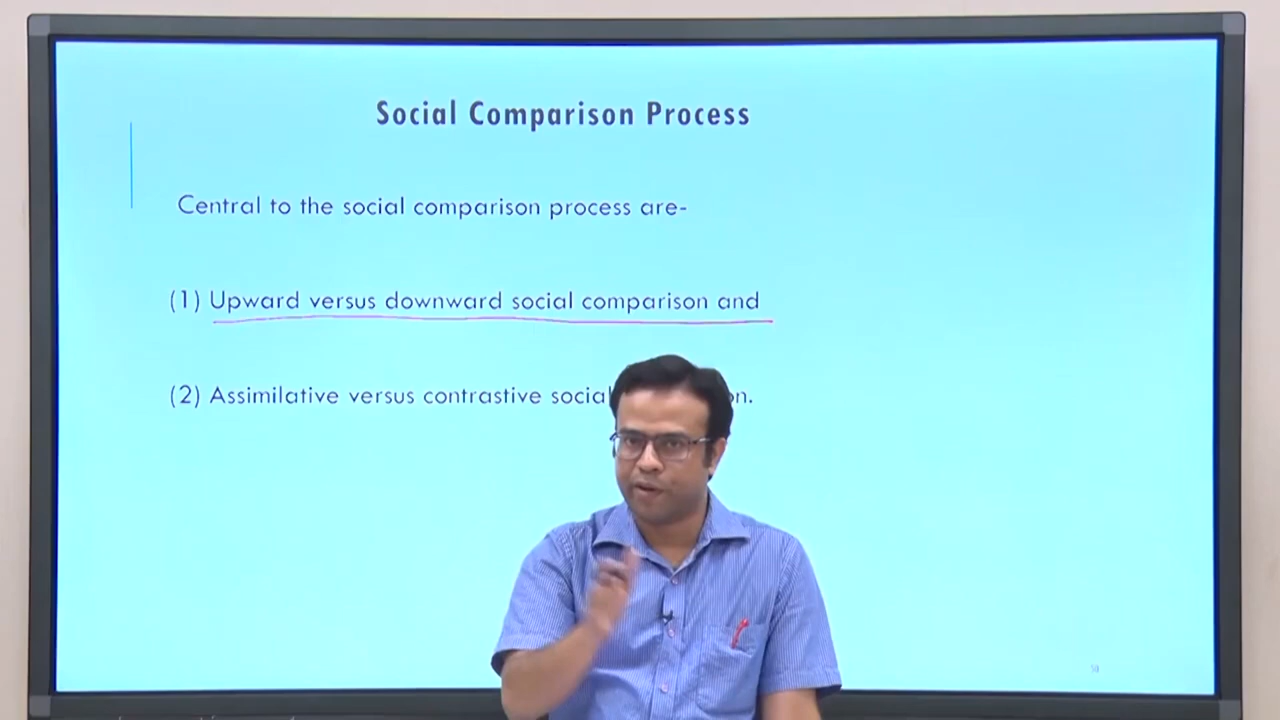 Social Comparison Process
Central to the social comparison process are-
(1) Upward versus downward social comparison and
(2) Assimilative versus contrastive social